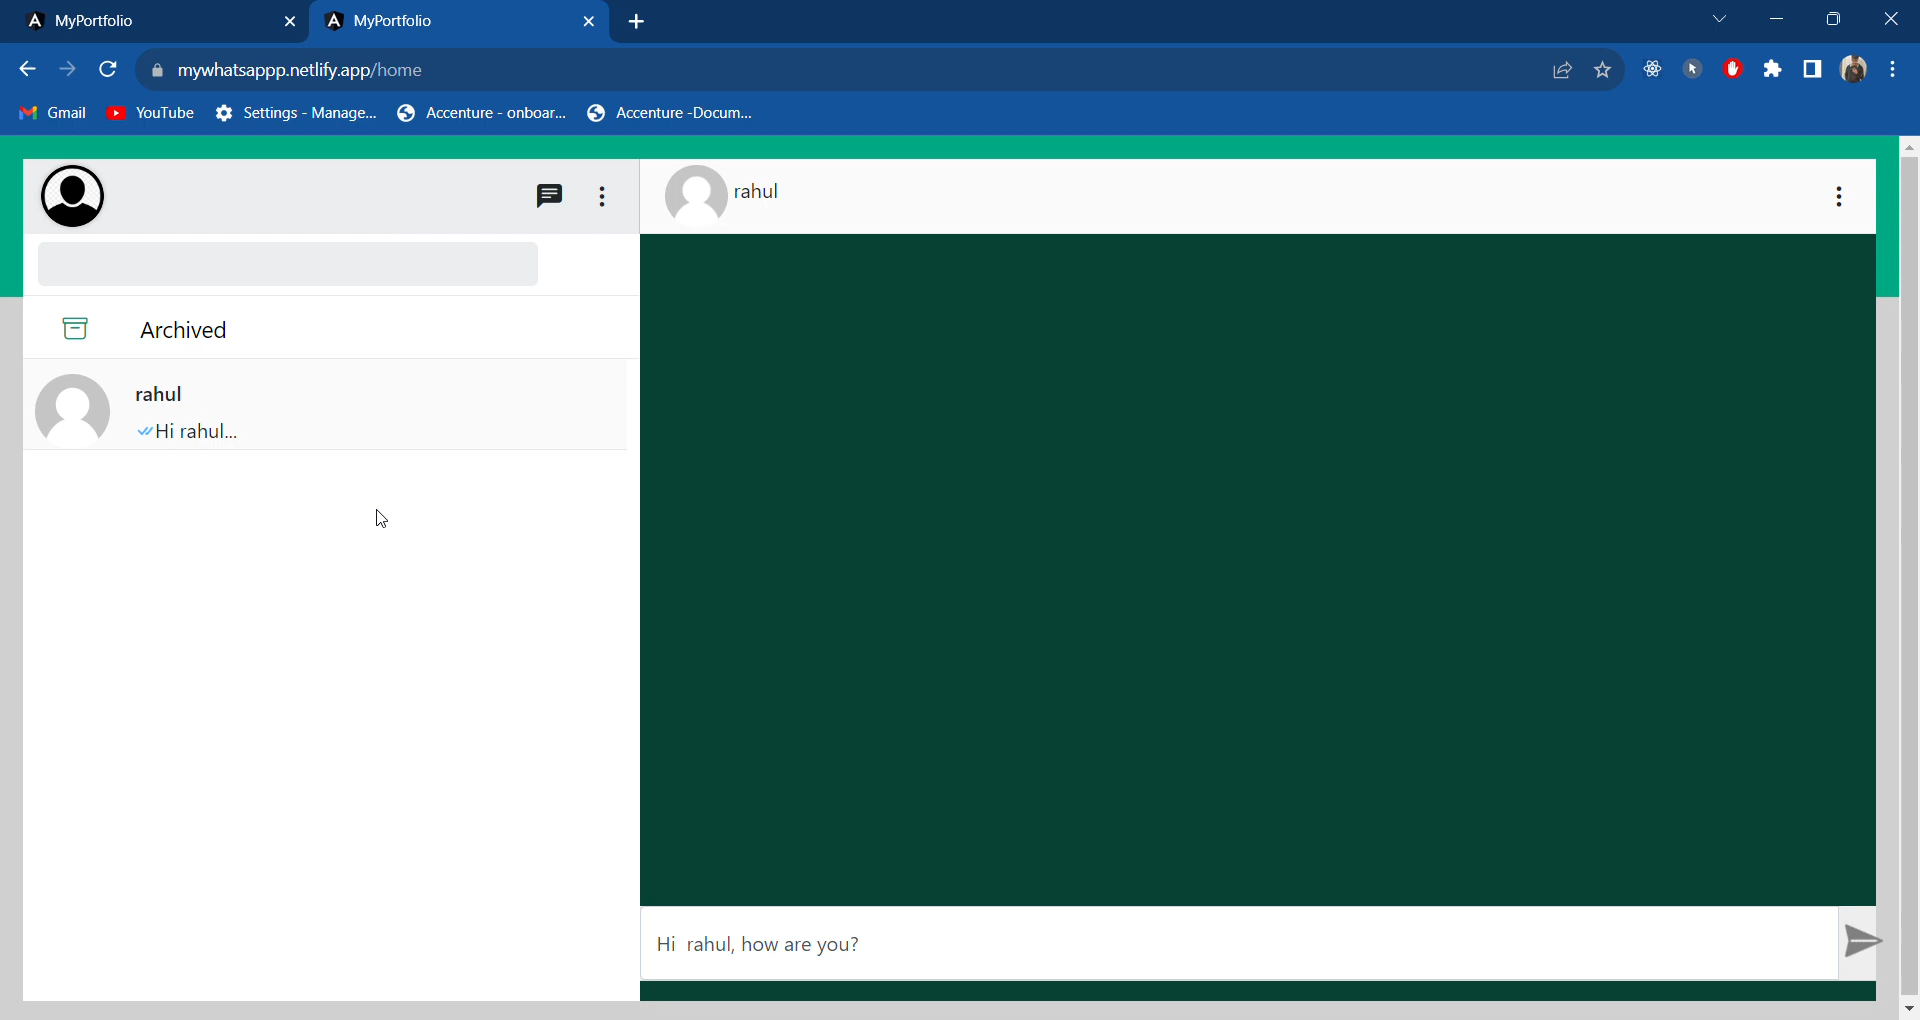 MyPortfolio
MyPortfolio
mywhatsappp.netlify.app/home
Gmail
YouTube
Settings - Manage...
Accenture - onboar...
Accenture -Docum...
rahul
Archived
rahul
Hi rahul...
Hi rahul, how are you?